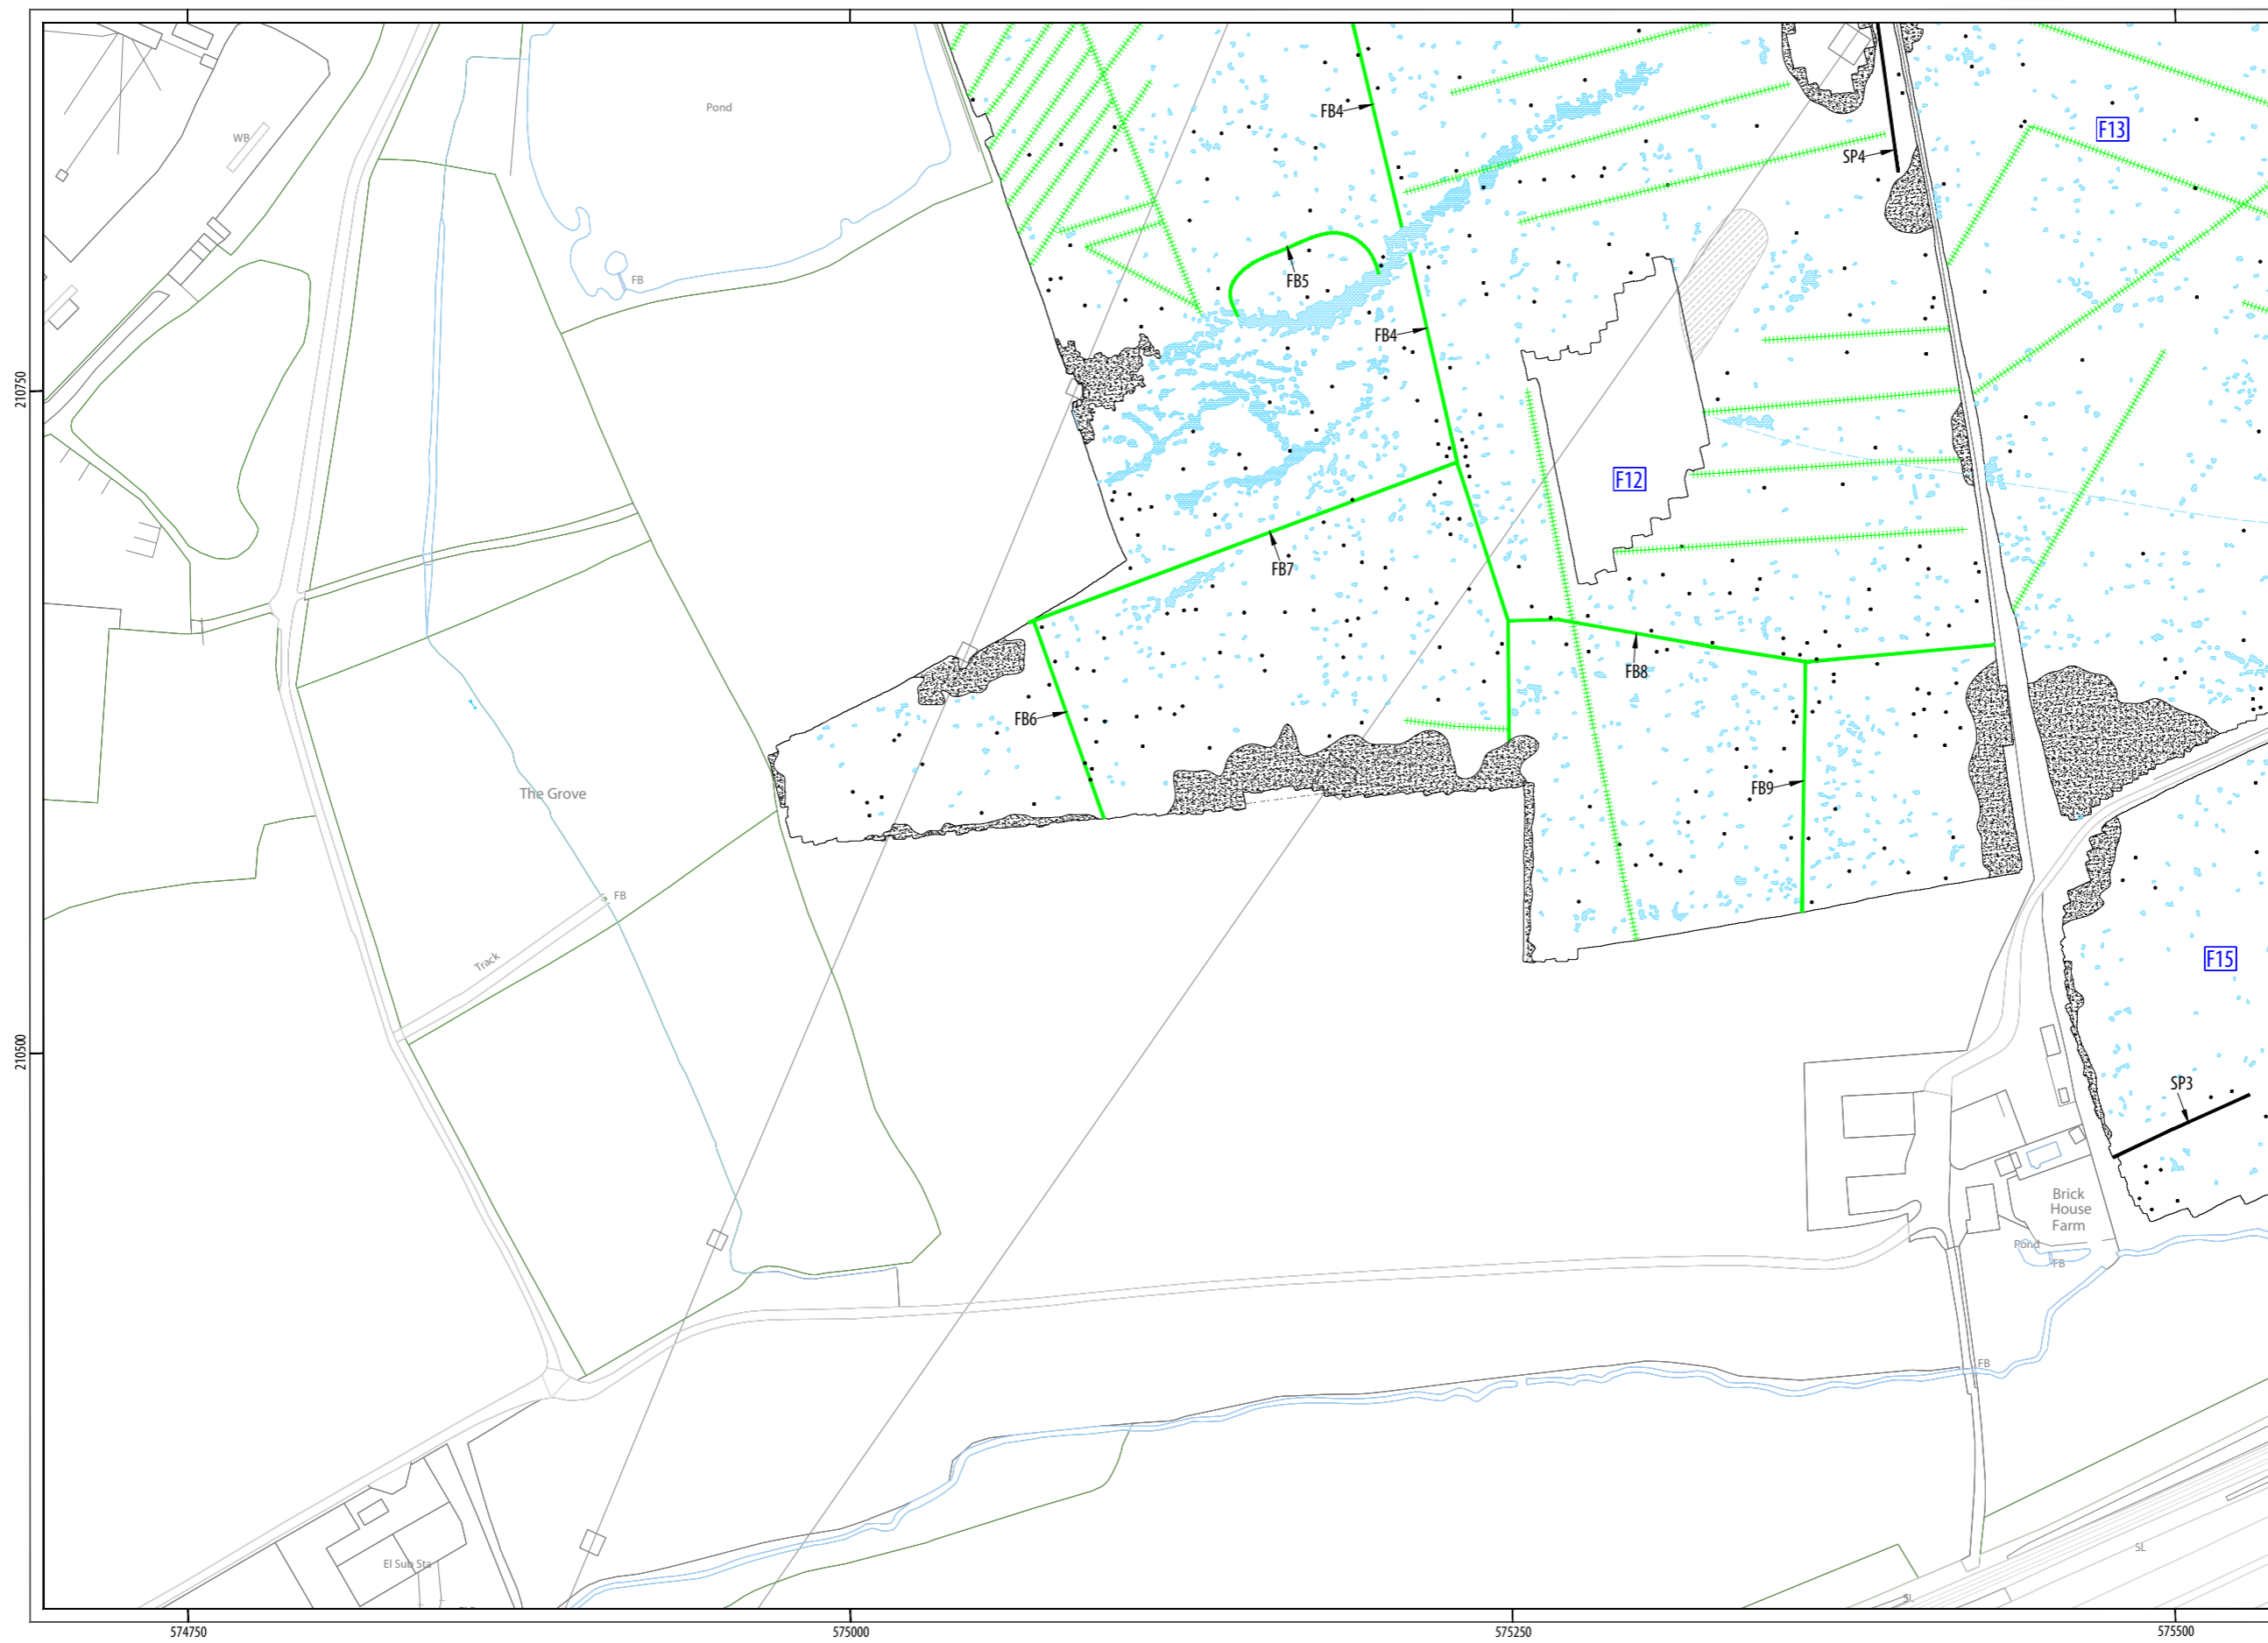 Pond
FB4
WB
F13
SP4
FB
FB5
FB4
210750
F12
FB7
FB8
FB6
The Grove
FB9
FB
Track
F15
210500
SP3
Brick
House
Farm
Pond
FB
FB
El Sub Sta
SL
SL
574750
575000
575250
575500